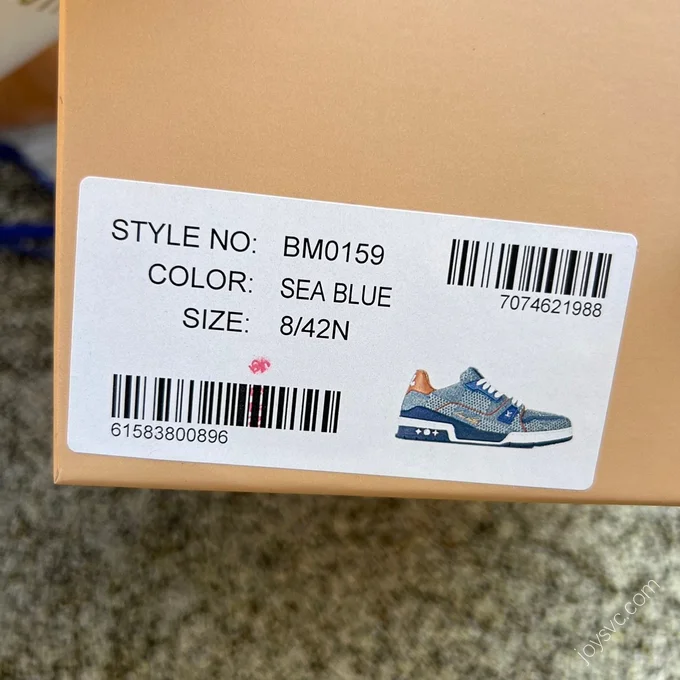 STYLE NO: BM0159
COLOR: SEA BLUE
SIZE: 8/42N
7074621988
61583800896
joysvc.com